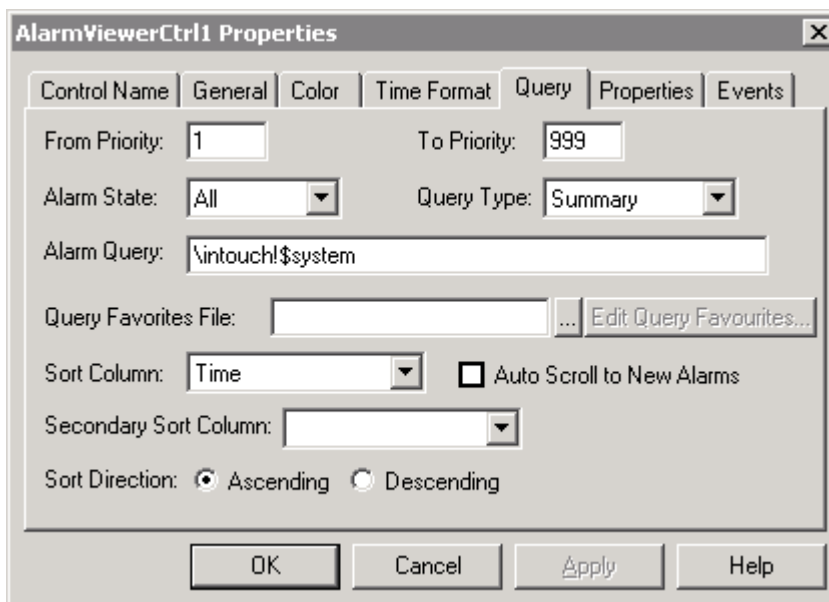 AlarmViewerCtrl1 Properties
Control Name General Color Time Format Query Properties Events
From Priority: 1 To Priority: 999
Alarm State: All Query Type: Summary
Alarm Query: \intouch!$system
Query Favorites File: ... Edit Query Favourites...
Sort Column: Time Auto Scroll to New Alarms
Secondary Sort Column:
Sort Direction: Ascending Descending
OK Cancel Apply Help